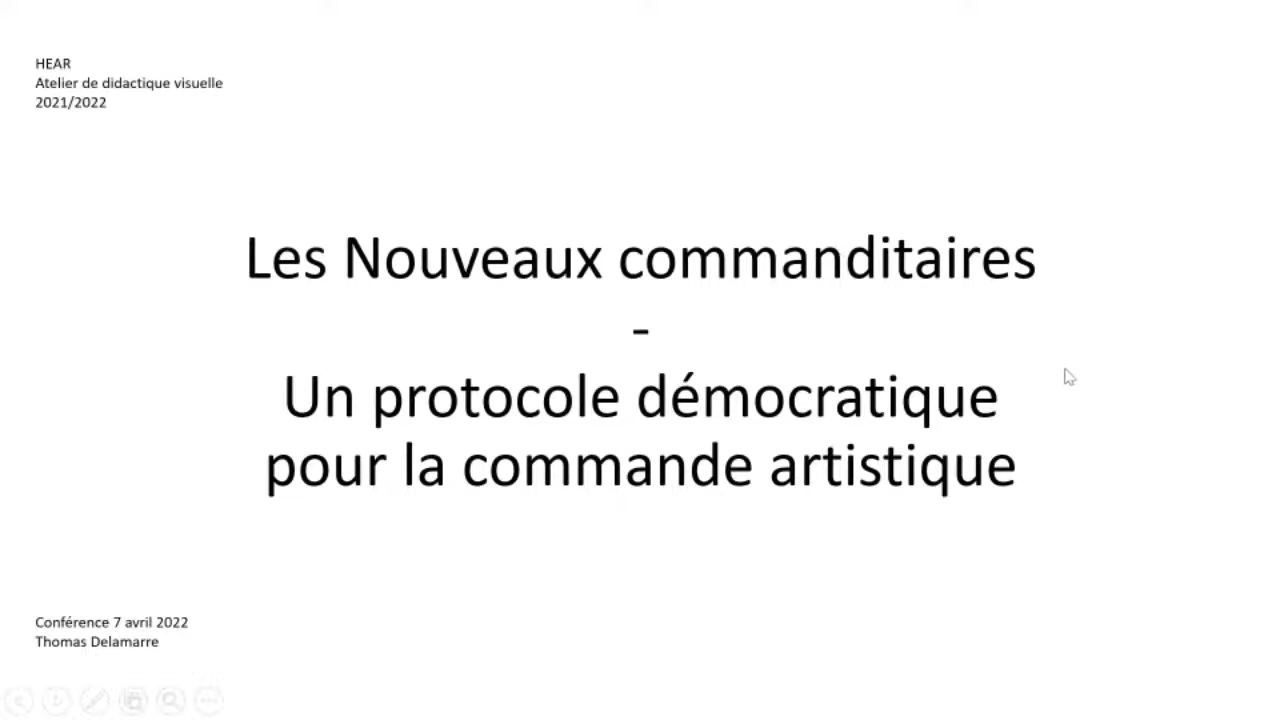 HEAR
Atelier de didactique visuelle
2021/2022
Les Nouveaux commanditaires
-
Un protocole démocratique
pour la commande artistique
Conférence 7 avril 2022
Thomas Delamarre